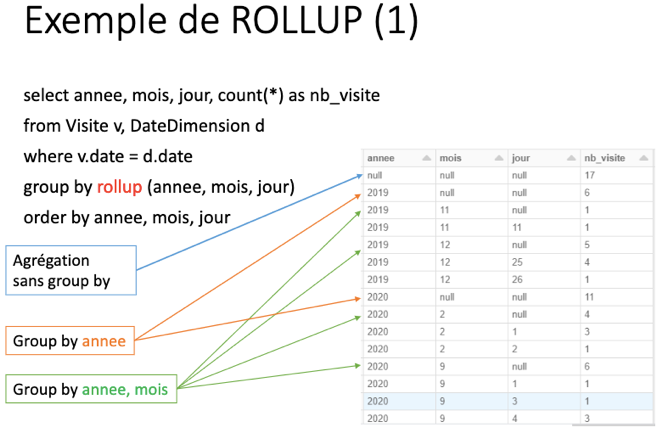 Exemple de ROLLUP (1)
select annee, mois, jour, count(*) as nb_visite
from Visite v, DateDimension d
where v.date = d.date
group by rollup (annee, mois, jour)
order by annee, mois, jour
Agrégation
sans group by
Group by annee
Group by annee, mois
annee mois jour nb_visite
null null null 17
2019 null null 6
2019 11 null 1
2019 11 11 1
2019 12 null 5
2019 12 25 4
2019 12 26 1
2020 null null 11
2020 2 null 4
2020 2 1 3
2020 2 2 1
2020 9 null 6
2020 9 1 1
2020 9 3 1
2020 9 4 3